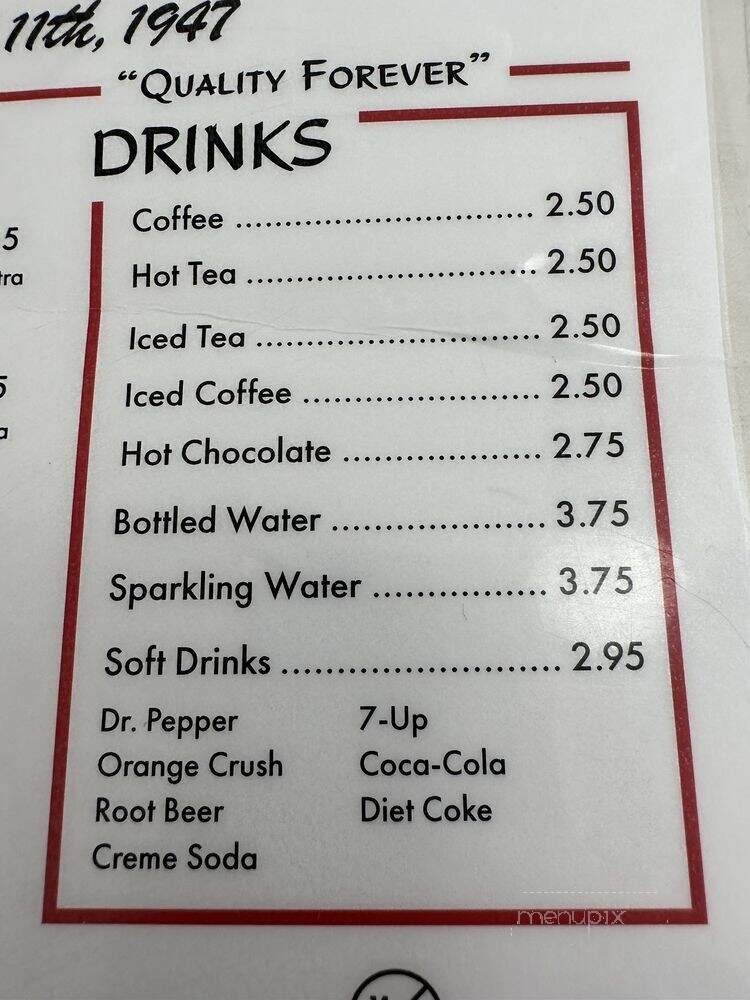 11th, 1947
"QUALITY FOREVER"
DRINKS
Coffee .............................. 2.50
Hot Tea .............................. 2.50
Iced Tea .............................. 2.50
Iced Coffee ......................... 2.50
Hot Chocolate ..................... 2.75
Bottled Water ...................... 3.75
Sparkling Water .................. 3.75
Soft Drinks .......................... 2.95
Dr. Pepper 7-Up
Orange Crush Coca-Cola
Root Beer Diet Coke
Creme Soda
menupix